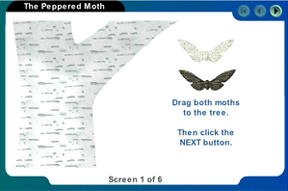 The Peppered Moth
Drag both moths
to the tree.
Then click the
NEXT button.
Screen 1 of 6